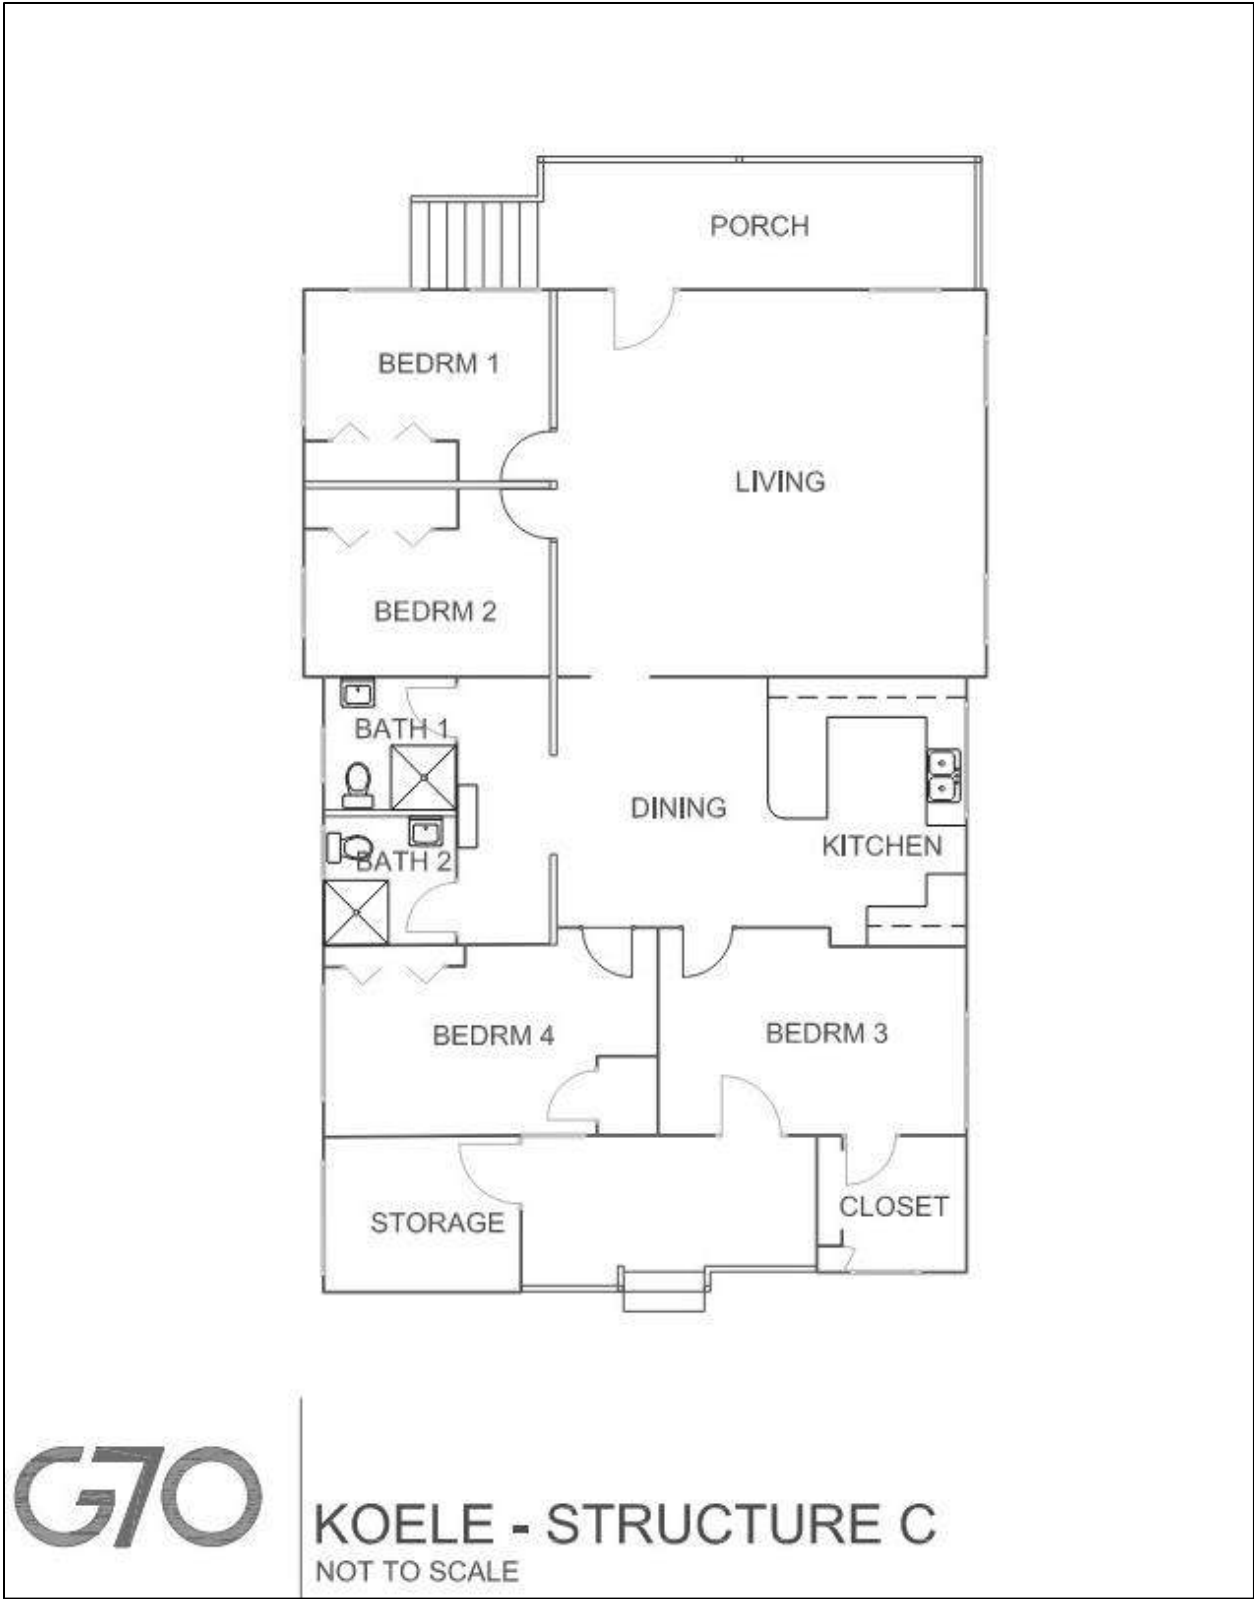 PORCH
BEDRM 1
LIVING
BEDRM 2
BATH 1
DINING
KITCHEN
BATH 2
BEDRM 4
BEDRM 3
CLOSET
STORAGE
G70
KOELE - STRUCTURE C
NOT TO SCALE